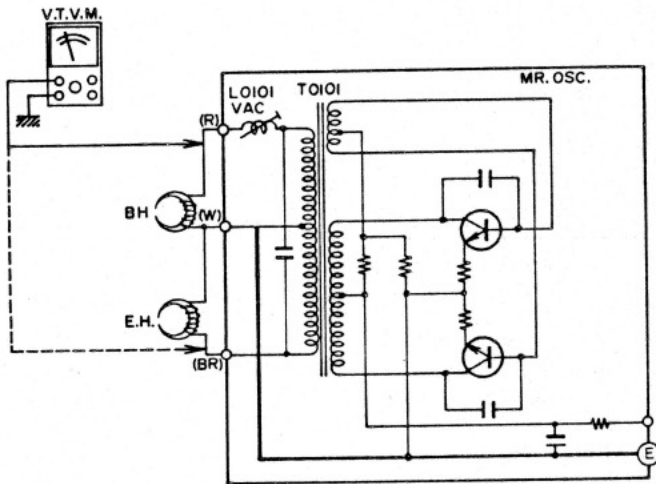 V.T.V.M.
MR. OSC.
L0101
VAC
T0101
(R)
BH
(W)
E.H.
(BR)
E